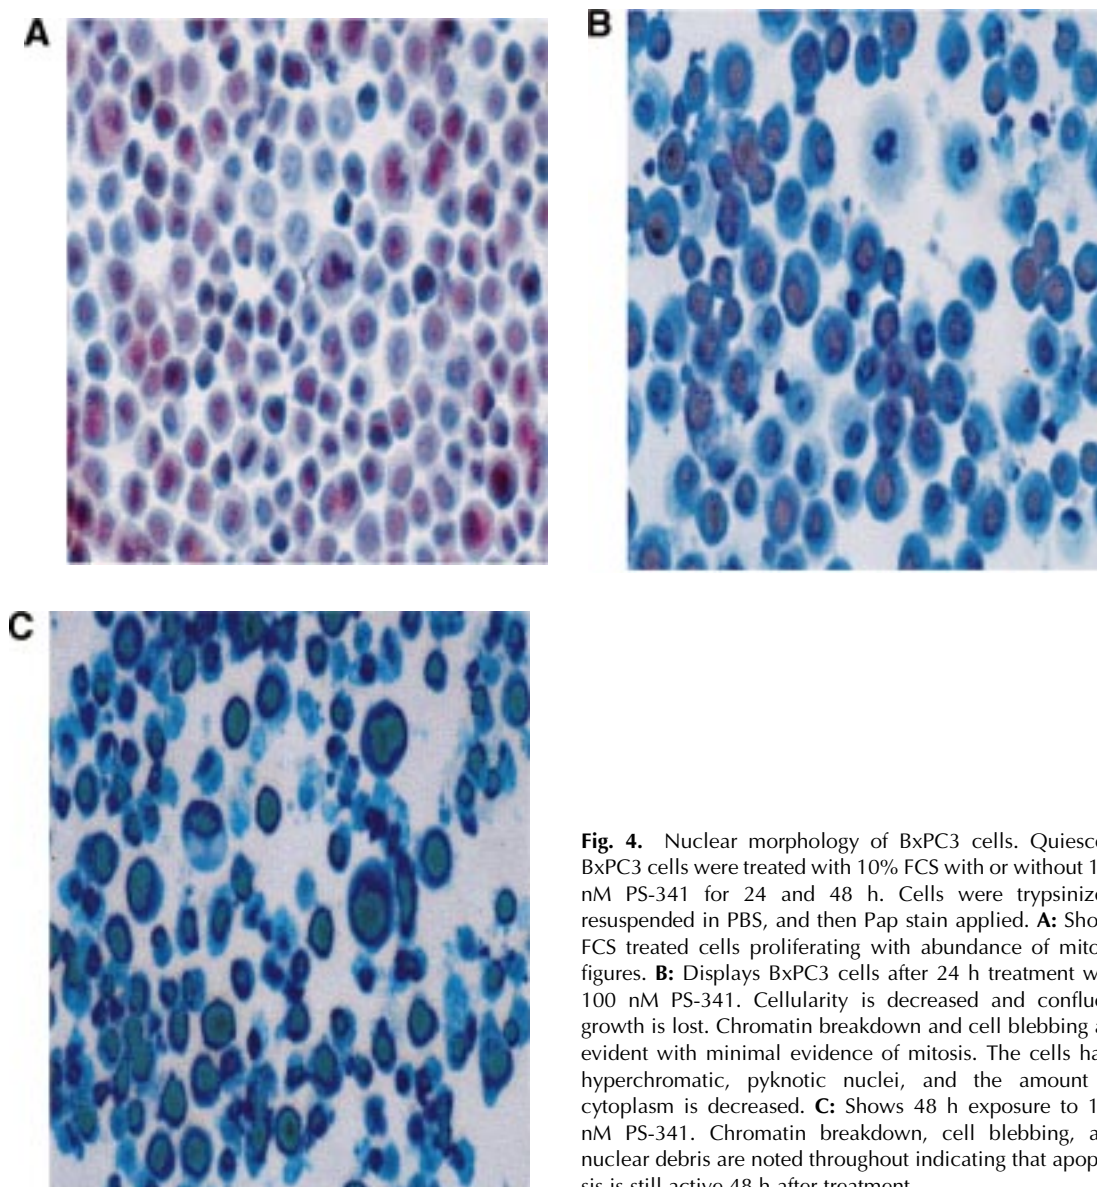 A
B
C
Fig. 4. Nuclear morphology of BxPC3 cells. Quiesce
BxPC3 cells were treated with 10% FCS with or without 1
nM PS-341 for 24 and 48 h. Cells were trypsinize
resuspended in PBS, and then Pap stain applied. A: Sho
FCS treated cells proliferating with abundance of mito
figures. B: Displays BxPC3 cells after 24 h treatment w
100 nM PS-341. Cellularity is decreased and conflue
growth is lost. Chromatin breakdown and cell blebbing a
evident with minimal evidence of mitosis. The cells ha
hyperchromatic, pyknotic nuclei, and the amount
cytoplasm is decreased. C: Shows 48 h exposure to 1
nM PS-341. Chromatin breakdown, cell blebbing, a
nuclear debris are noted throughout indicating that apop
sis is still active 48 h after treatment